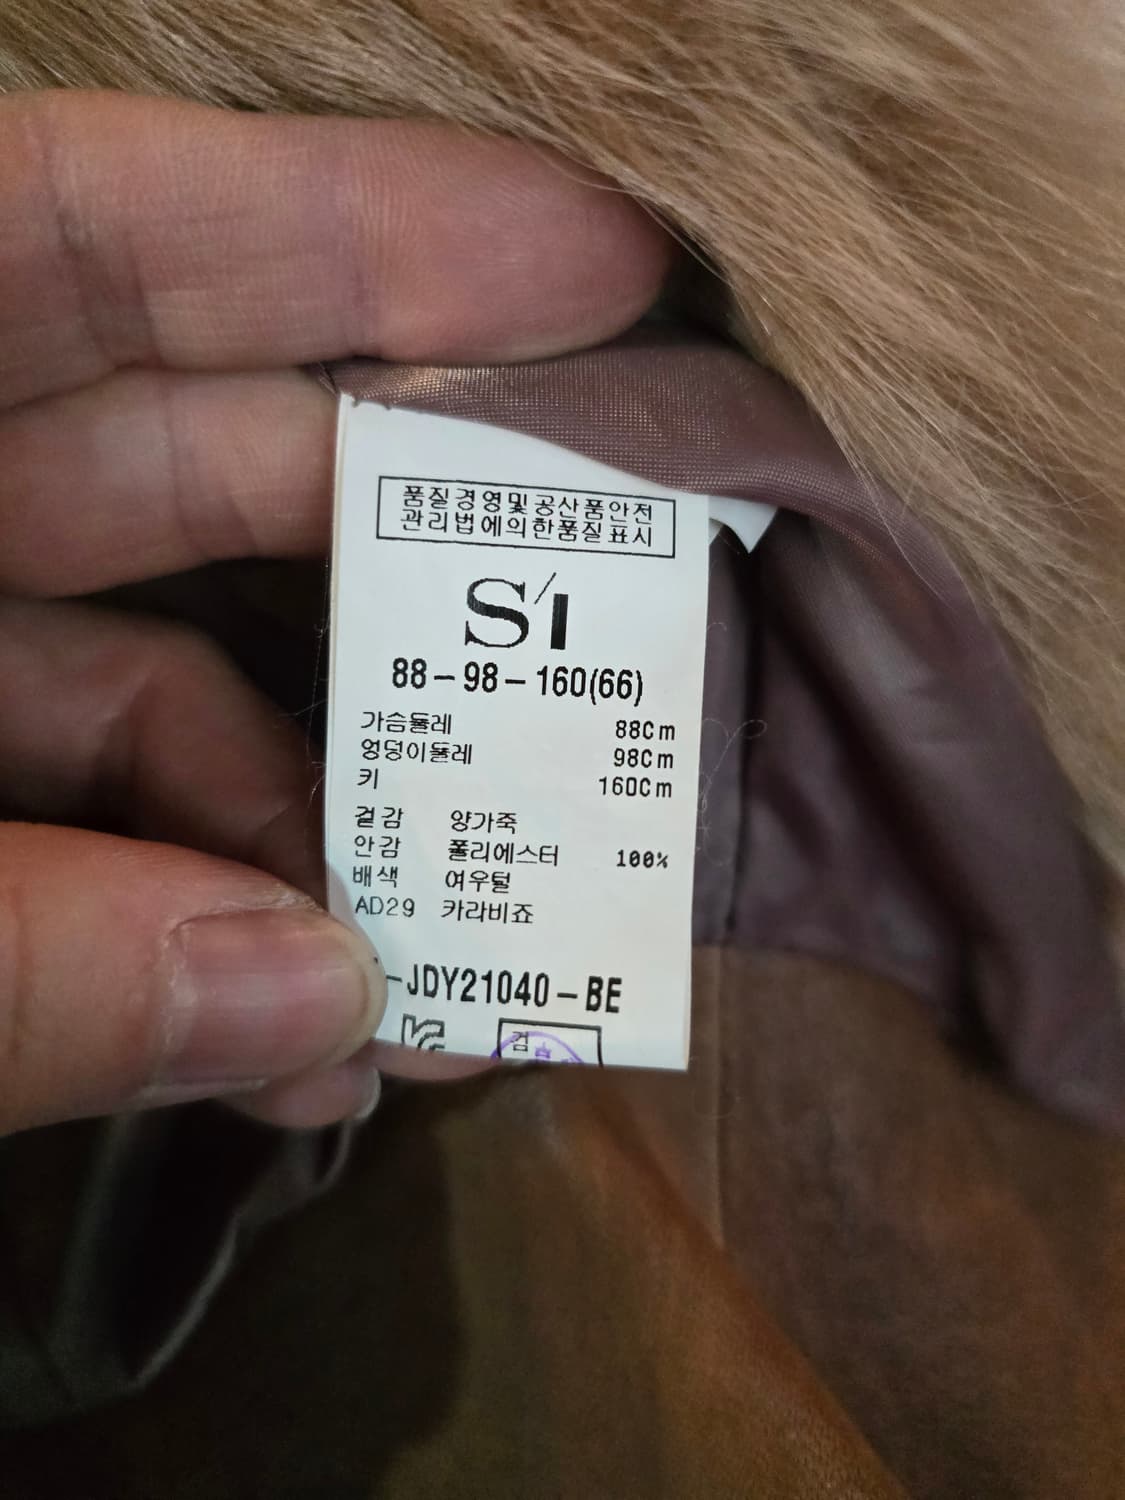 품질경영및공산품안전
관리법에의한품질표시
S'I
88-98-160(66)
가슴둘레 88Cm
엉덩이둘레 98Cm
키 160Cm
겉감 양가죽
안감 폴리에스터 100%
배색 여우털
AD29 카라비죠
-JDY21040-BE
검